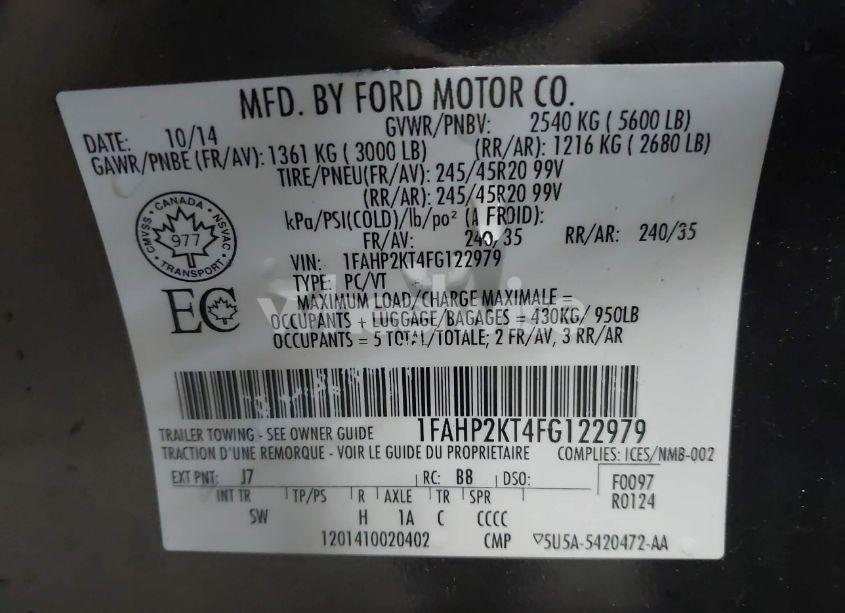 MFD. BY FORD MOTOR CO.
DATE: 10/14 GVWR/PNBV: 2540 KG ( 5600 LB)
GAWR/PNBE (FR/AV): 1361 KG ( 3000 LB) (RR/AR): 1216 KG ( 2680 LB)
TIRE/PNEU(FR/AV): 245/45R20 99V
(RR/AR): 245/45R20 99V
kPa/PSI(COLD)/lb/po² (A FROID):
FR/AV: 240/35 RR/AR: 240/35
CMVSS CANADA NSVAC
977
TRANSPORT
VIN: 1FAHP2KT4FG122979
TYPE: PC/VT
EC
MAXIMUM LOAD/CHARGE MAXIMALE =
OCCUPANTS + LUGGAGE/BAGAGES = 430KG/ 950LB
OCCUPANTS = 5 TOTAL/TOTALE; 2 FR/AV, 3 RR/AR
TRAILER TOWING - SEE OWNER GUIDE 1FAHP2KT4FG122979
TRACTION D'UNE REMORQUE - VOIR LE GUIDE DU PROPRIETAIRE COMPLIES: ICES/NMB-002
EXT PNT: J7 RC: B8 DSO: F0097
INT TR TP/PS R AXLE TR SPR R0124
SW H 1A C CCCC
1201410020402 CMP ▽5U5A-5420472-AA